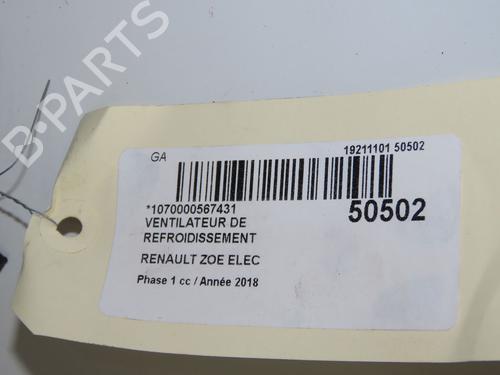 B-PARTS
GA
19211101 50502
*1070000567431
50502
VENTILATEUR DE
REFROIDISSEMENT
RENAULT ZOE ELEC
Phase 1 cc / Année 2018